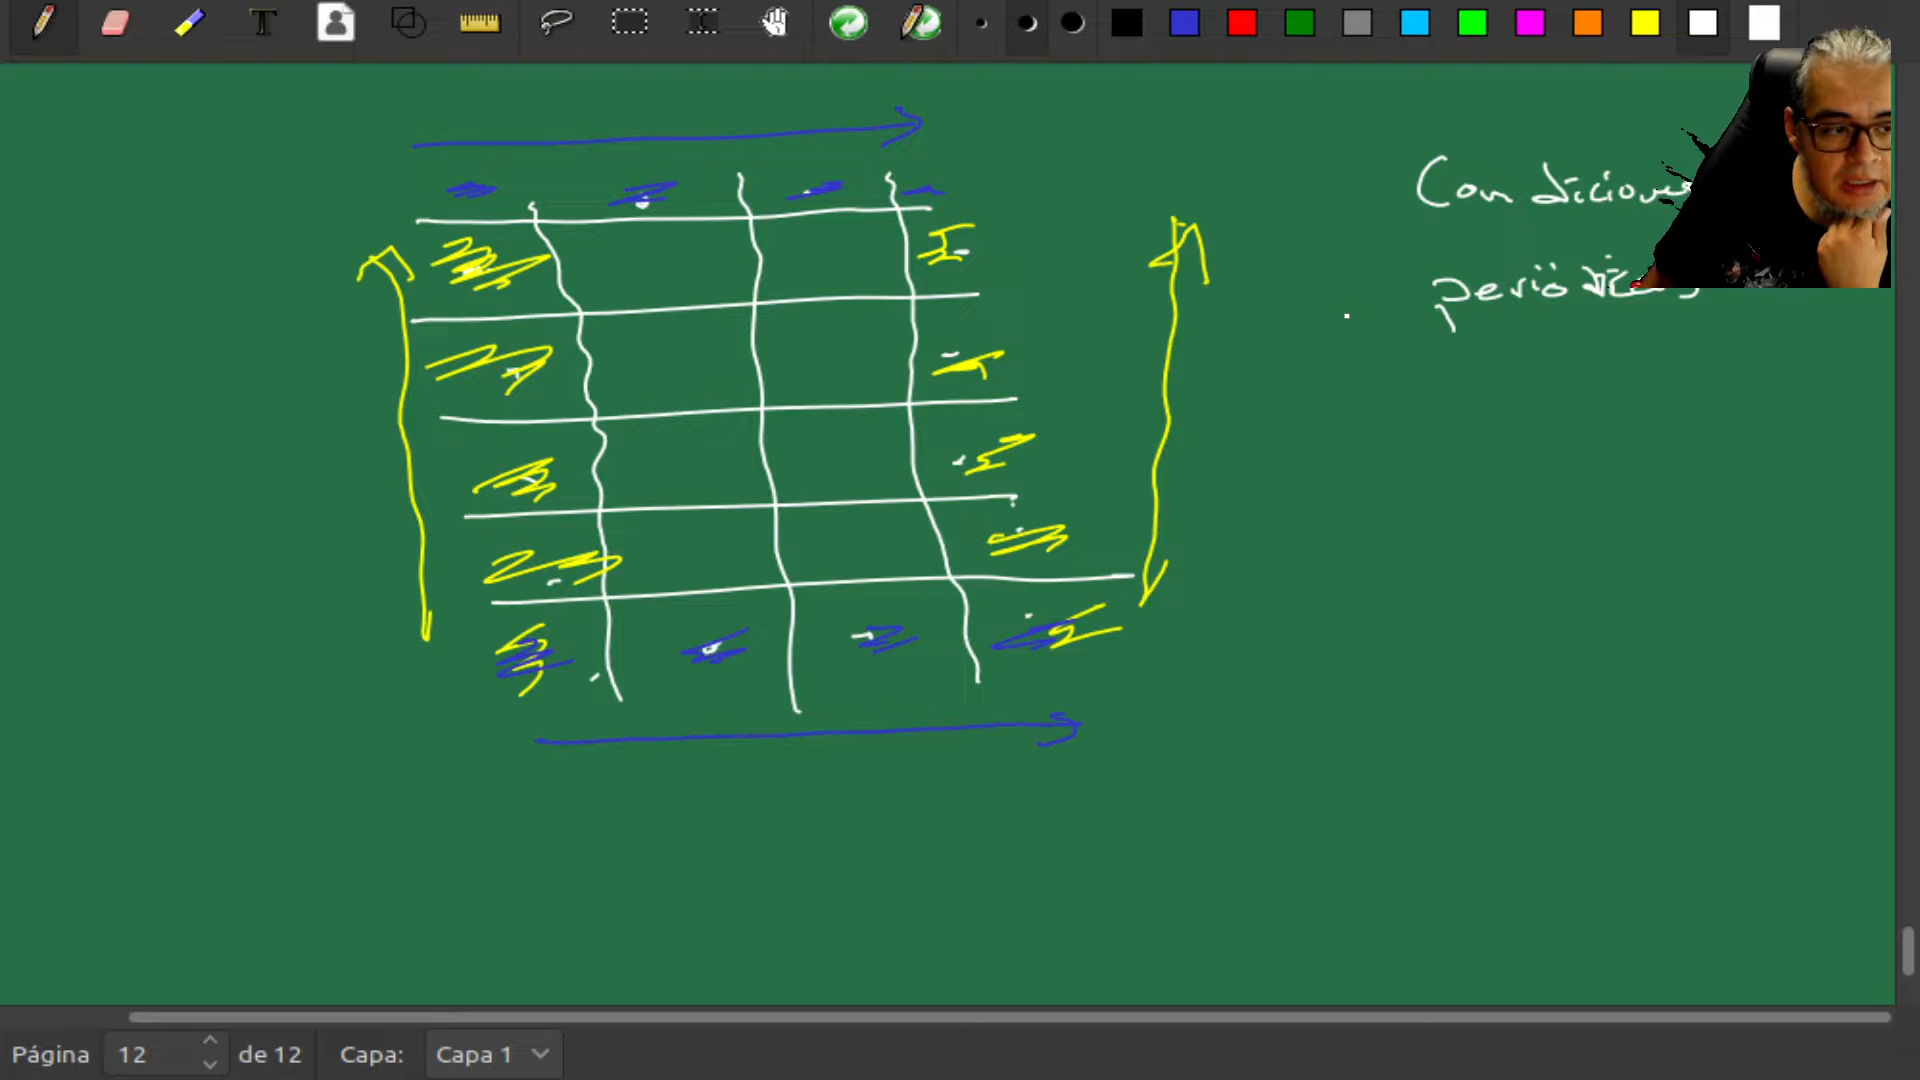 T
Condiciones
periódicas
Página 12 de 12 Capa: Capa 1